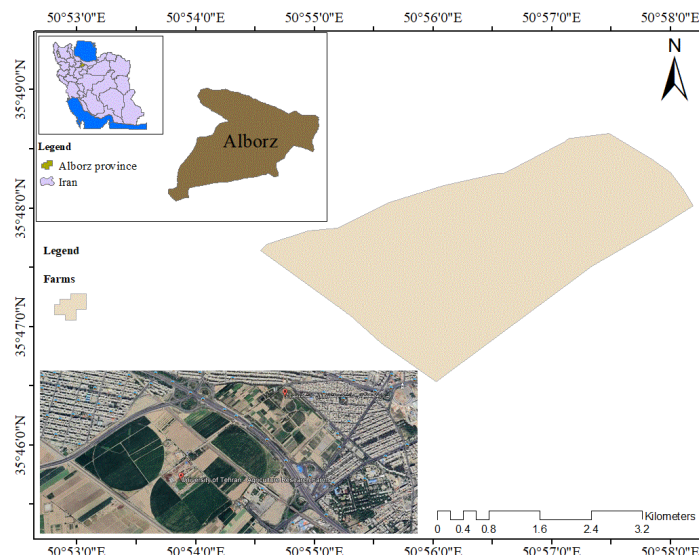 50°53'0"E 50°54'0"E 50°55'0"E 50°56'0"E 50°57'0"E 50°58'0"E
N
35°49'0"N
Alborz
Legend
Alborz province
Iran
35°48'0"N
Legend
Farms
35°47'0"N
35°46'0"N
University of Tehran, Agriculture Research Farms
Kilometers
0 0.4 0.8 1.6 2.4 3.2
50°53'0"E 50°54'0"E 50°55'0"E 50°56'0"E 50°57'0"E 50°58'0"E